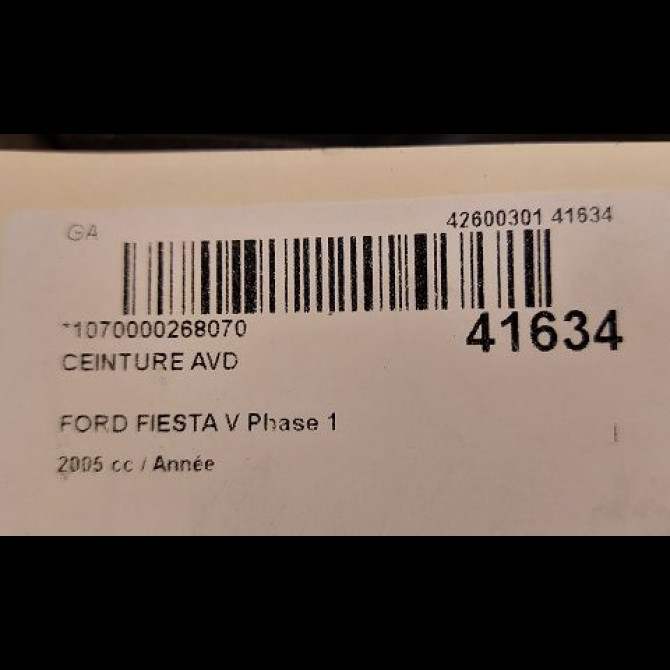 GA
42600301 41634
*1070000268070
41634
CEINTURE AVD
FORD FIESTA V Phase 1
2005 cc / Année